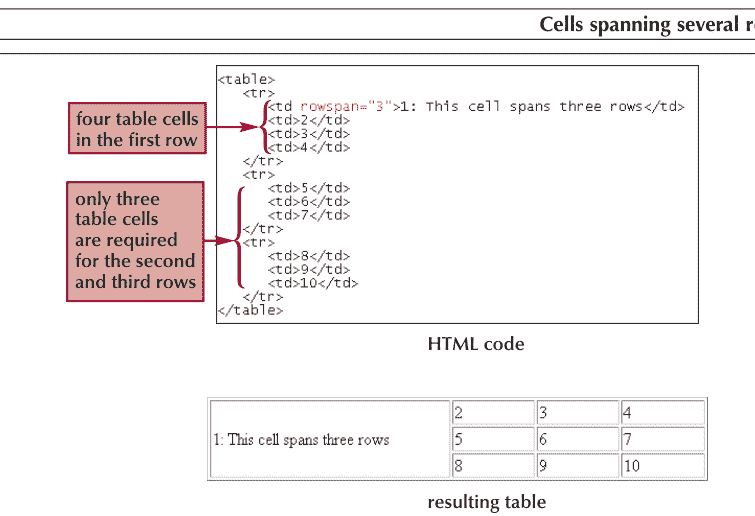 Cells spanning several
<table>
<tr>
<td rowspan="3">1: This cell spans three rows</td>
<td>2</td>
<td>3</td>
<td>4</td>
</tr>
<tr>
<td>5</td>
<td>6</td>
<td>7</td>
</tr>
<tr>
<td>8</td>
<td>9</td>
<td>10</td>
</tr>
</table>
four table cells
in the first row
only three
table cells
are required
for the second
and third rows
HTML code
1: This cell spans three rows
2 3 4
5 6 7
8 9 10
resulting table